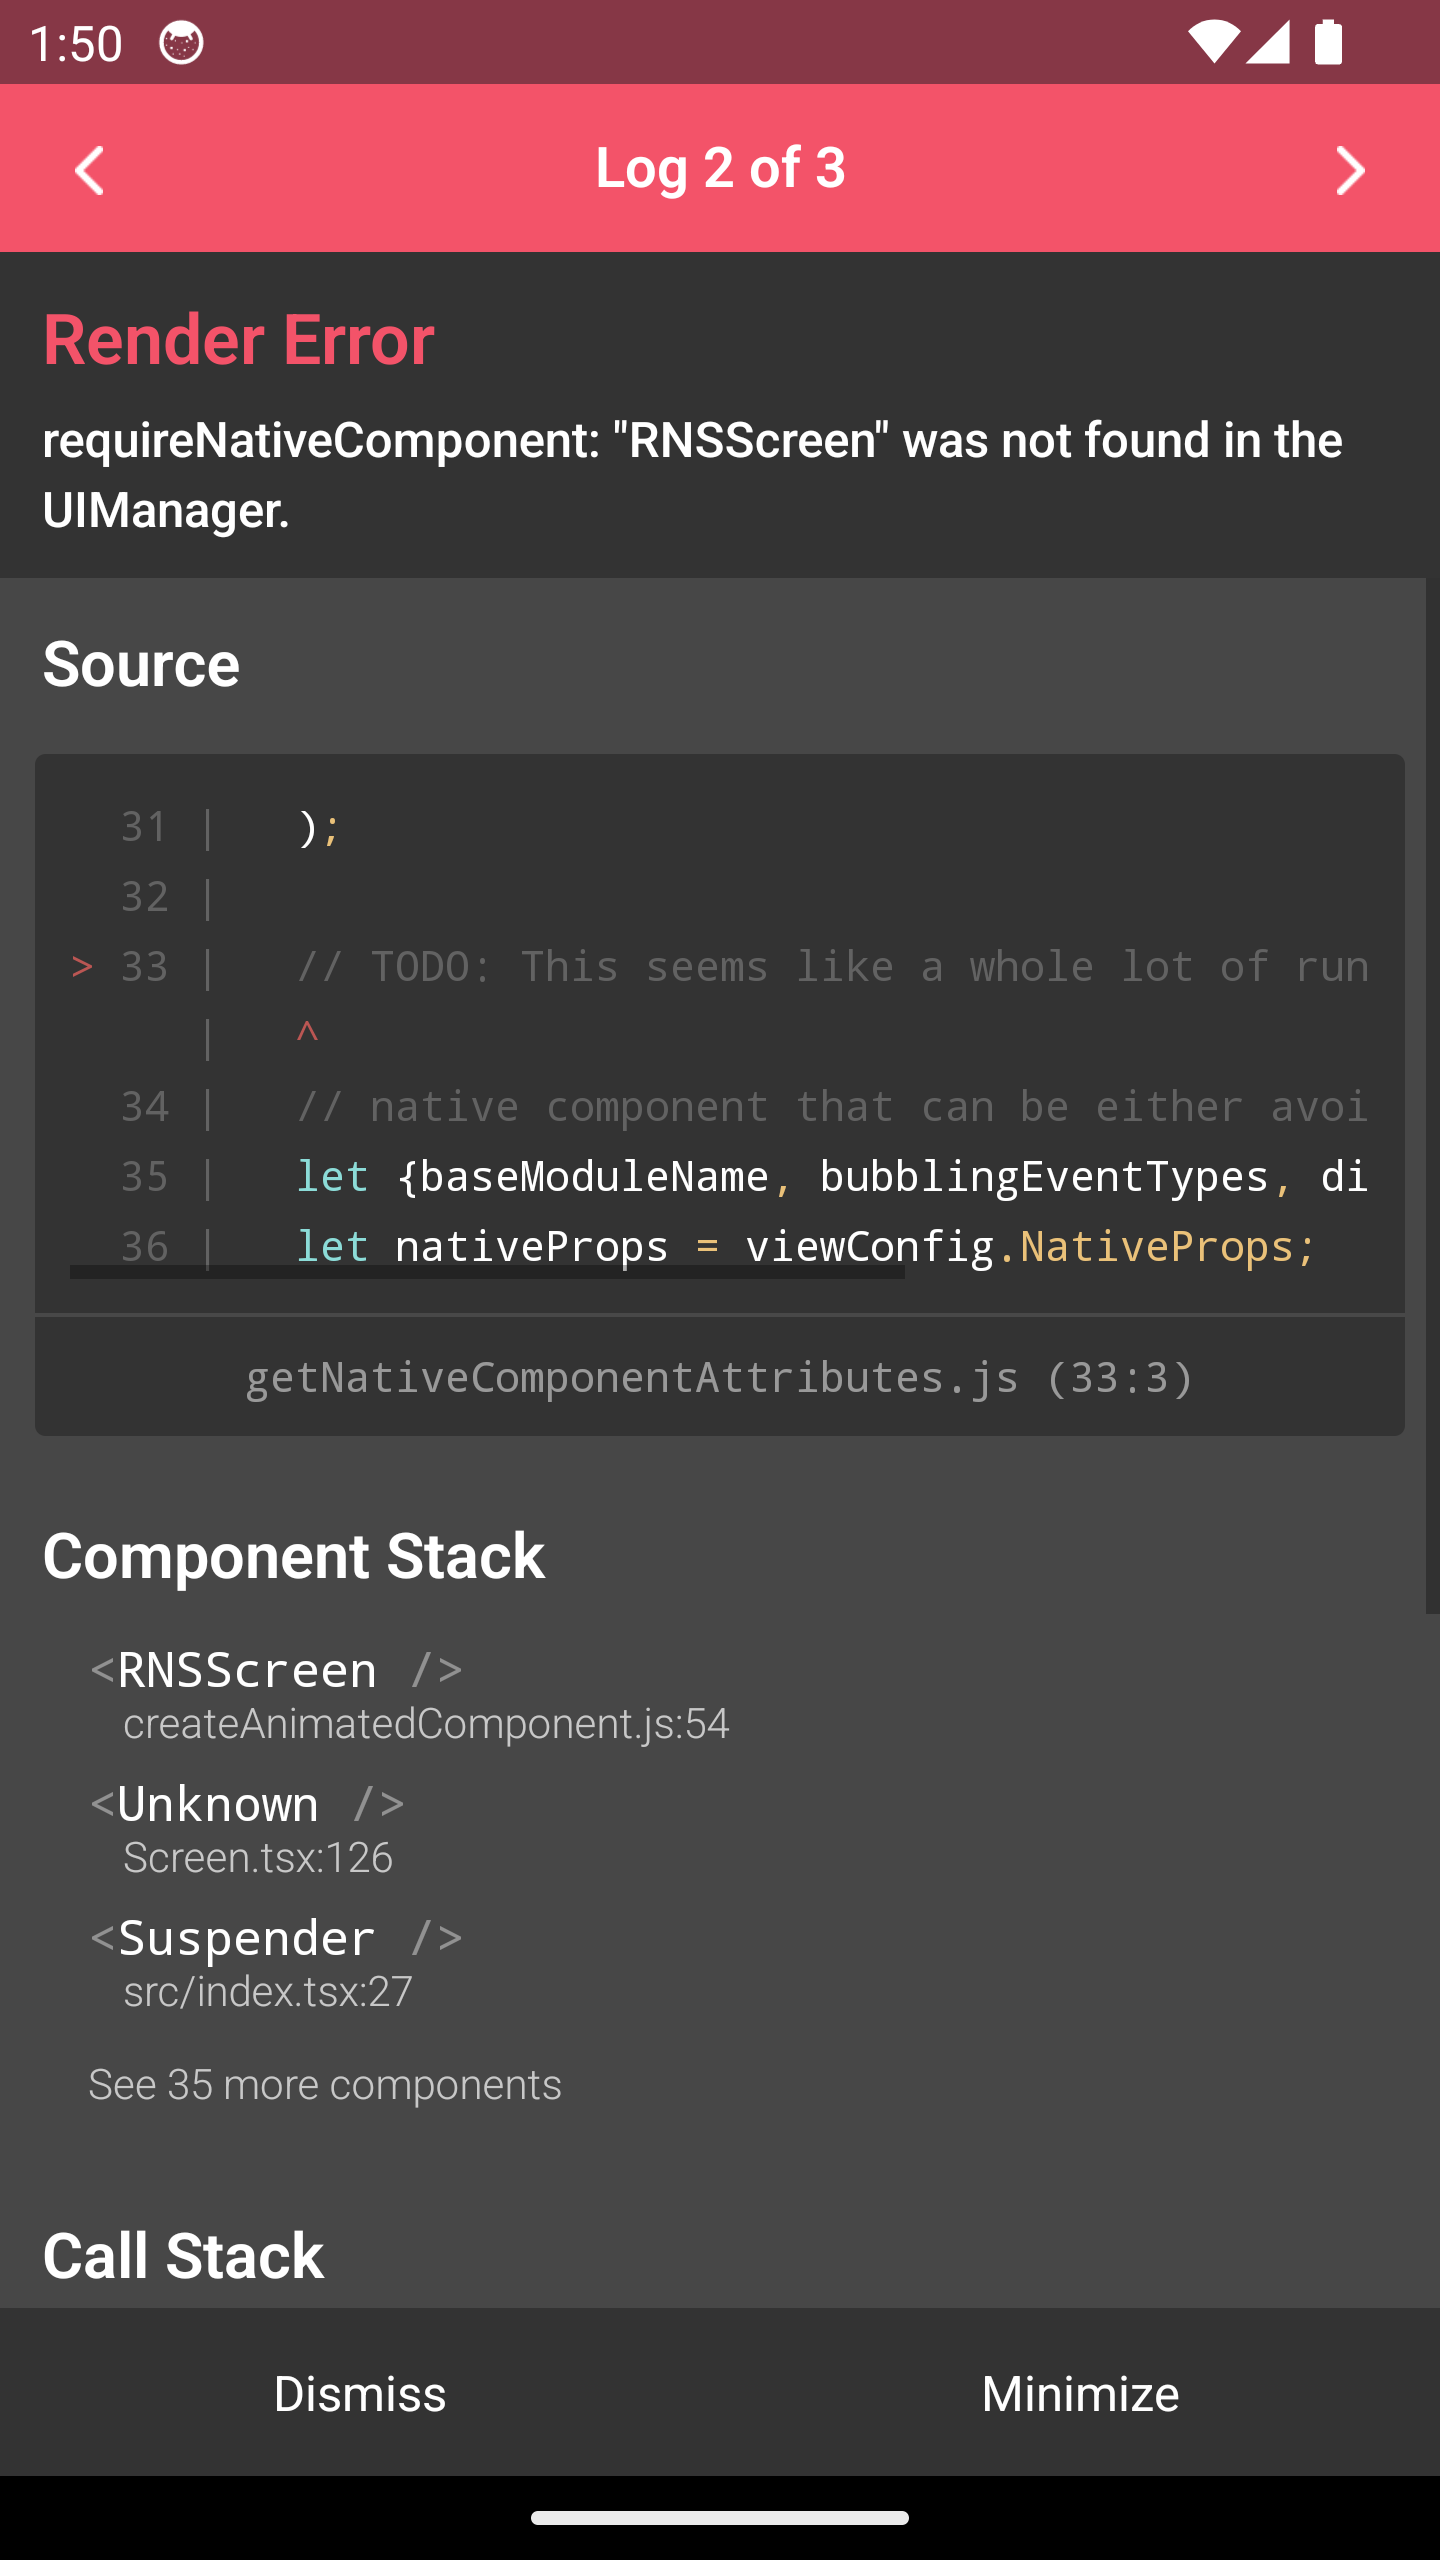 1:50
Log 2 of 3
Render Error
requireNativeComponent: "RNSScreen" was not found in the
UIManager.
Source
31 |   );
32 |
> 33 |   // TODO: This seems like a whole lot of run
|   ^
34 |   // native component that can be either avoi
35 |   let {baseModuleName, bubblingEventTypes, di
36 |   let nativeProps = viewConfig.NativeProps;
getNativeComponentAttributes.js (33:3)
Component Stack
<RNSScreen />
createAnimatedComponent.js:54
<Unknown />
Screen.tsx:126
<Suspender />
src/index.tsx:27
See 35 more components
Call Stack
Dismiss
Minimize